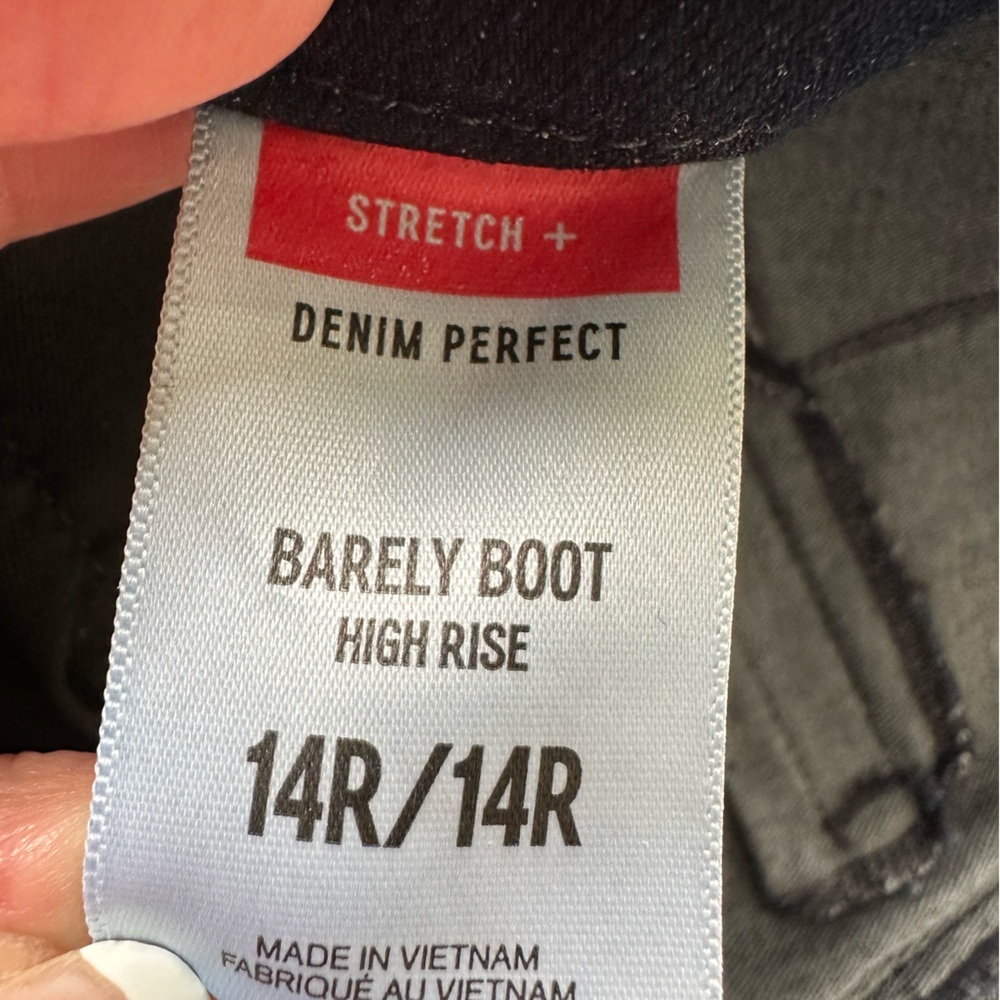 STRETCH +
DENIM PERFECT
BARELY BOOT
HIGH RISE
14R/14R
MADE IN VIETNAM
FABRIQUÉ AU VIETNAM